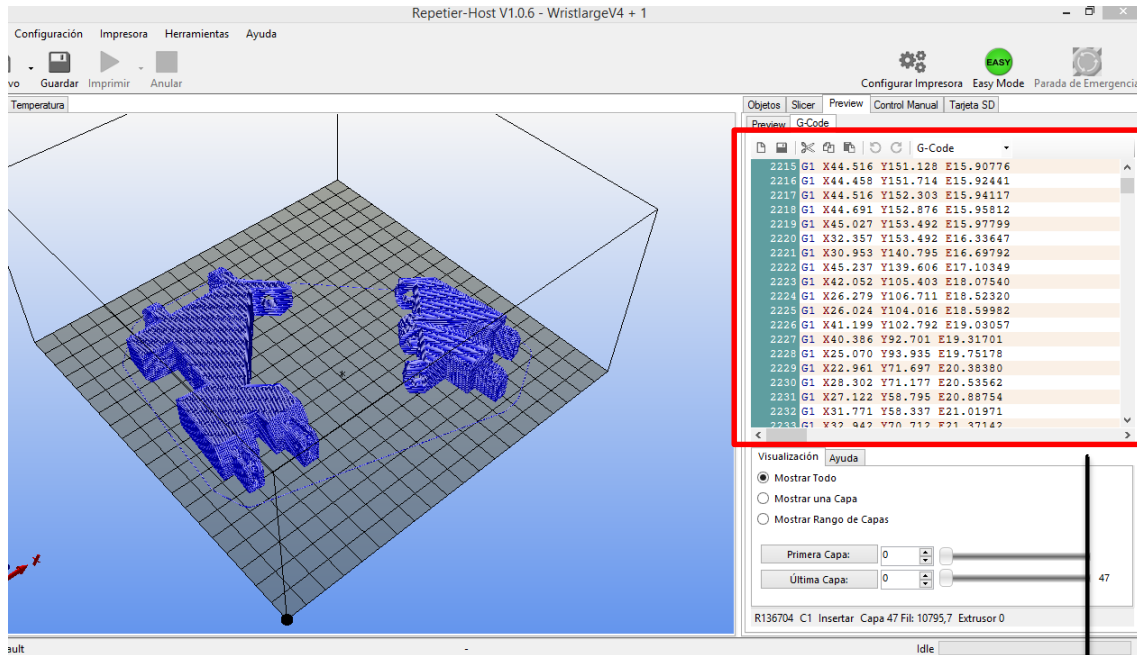 Repetier-Host V1.0.6 - WristlargeV4 + 1
Configuración Impresora Herramientas Ayuda
vo Guardar Imprimir Anular
Configurar Impresora Easy Mode Parada de Emergencia
EASY
Temperatura
Objetos Slicer Preview Control Manual Tarjeta SD
Preview G-Code
G-Code
2215 G1 X44.516 Y151.128 E15.90776
2216 G1 X44.458 Y151.714 E15.92441
2217 G1 X44.516 Y152.303 E15.94117
2218 G1 X44.691 Y152.876 E15.95812
2219 G1 X45.027 Y153.492 E15.97799
2220 G1 X32.357 Y153.492 E16.33647
2221 G1 X30.953 Y140.795 E16.69792
2222 G1 X45.237 Y139.606 E17.10349
2223 G1 X42.052 Y105.403 E18.07540
2224 G1 X26.279 Y106.711 E18.52320
2225 G1 X26.024 Y104.016 E18.59982
2226 G1 X41.199 Y102.792 E19.03057
2227 G1 X40.386 Y92.701 E19.31701
2228 G1 X25.070 Y93.935 E19.75178
2229 G1 X22.961 Y71.697 E20.38380
2230 G1 X28.302 Y71.177 E20.53562
2231 G1 X27.122 Y58.795 E20.88754
2232 G1 X31.771 Y58.337 E21.01971
2233 G1 X32.942 Y70.712 E21.37142
Visualización Ayuda
Mostrar Todo
Mostrar una Capa
Mostrar Rango de Capas
Primera Capa: 0
Última Capa: 0 47
R136704 C1 Insertar Capa 47 Fil: 10795,7 Extrusor 0
ault - Idle